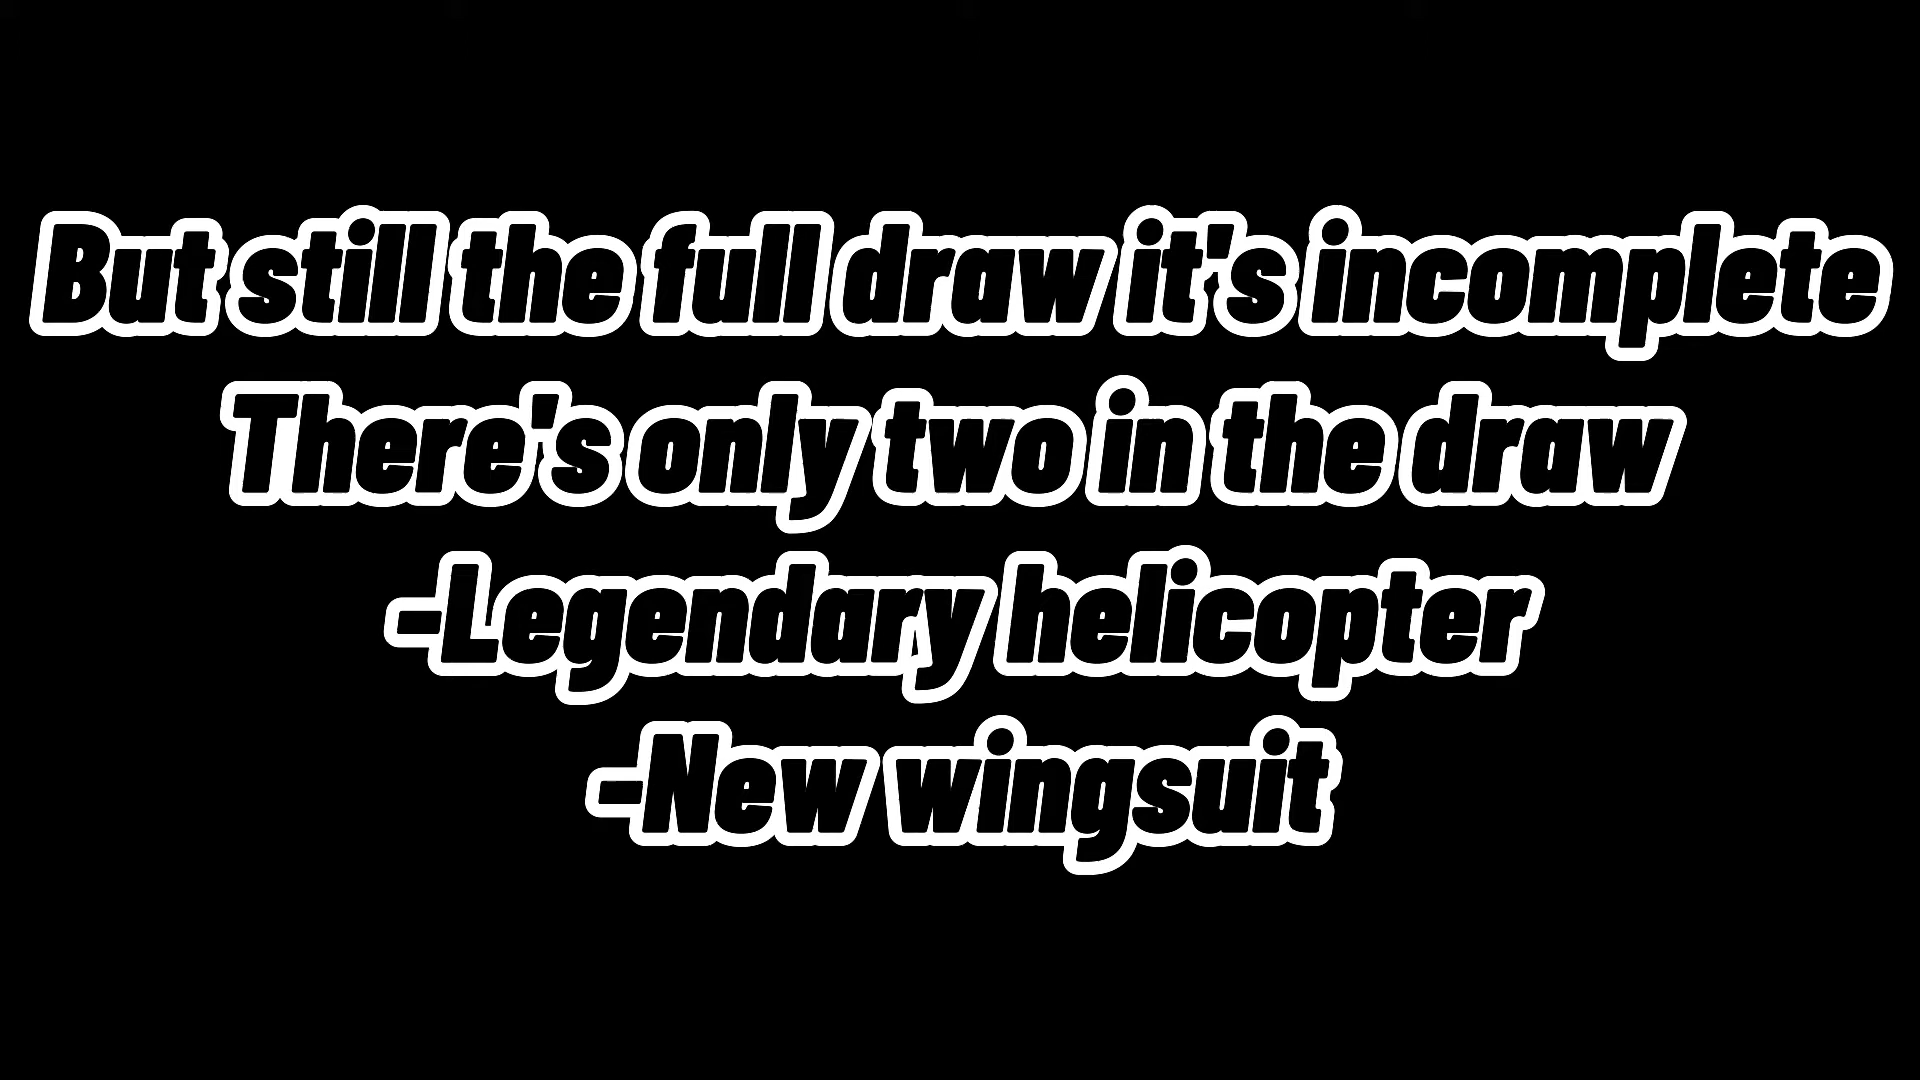 But still the full draw it's incomplete
There's only two in the draw
-Legendary helicopter
-New wingsuit